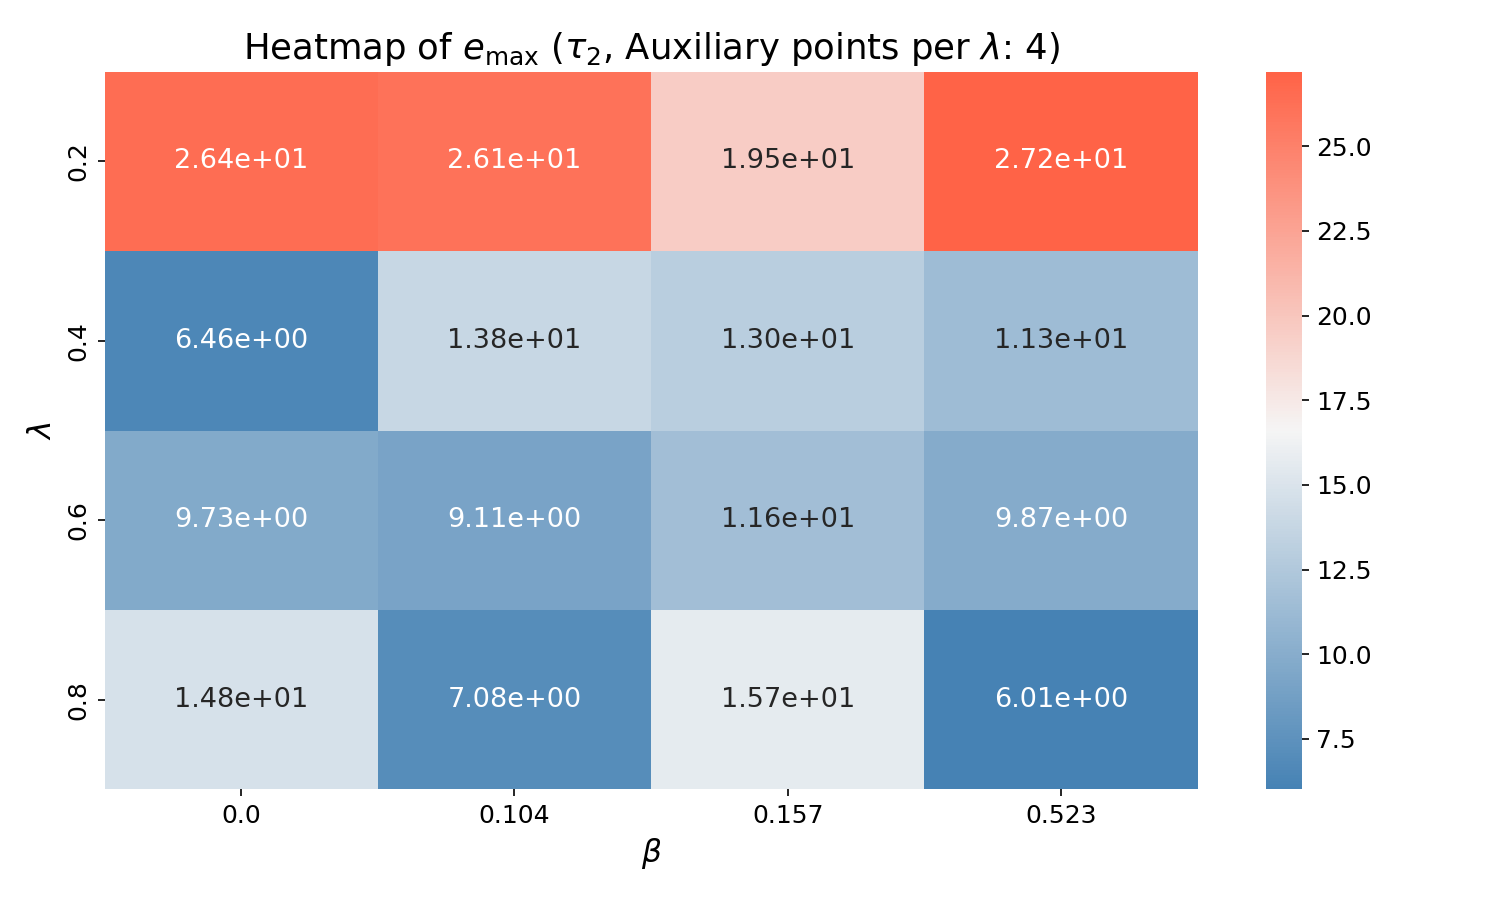 Heatmap of e_max (τ_2, Auxiliary points per λ: 4)
0.2 2.64e+01 2.61e+01 1.95e+01 2.72e+01
0.4 6.46e+00 1.38e+01 1.30e+01 1.13e+01
0.6 9.73e+00 9.11e+00 1.16e+01 9.87e+00
0.8 1.48e+01 7.08e+00 1.57e+01 6.01e+00
λ
0.0 0.104 0.157 0.523
β
25.0
22.5
20.0
17.5
15.0
12.5
10.0
7.5